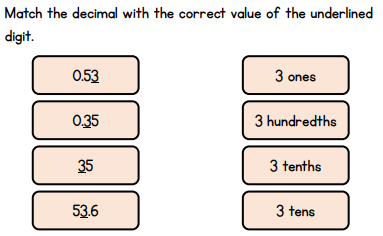 Match the decimal with the correct value of the underlined
digit.
0.53 3 ones
0.35 3 hundredths
35 3 tenths
53.6 3 tens